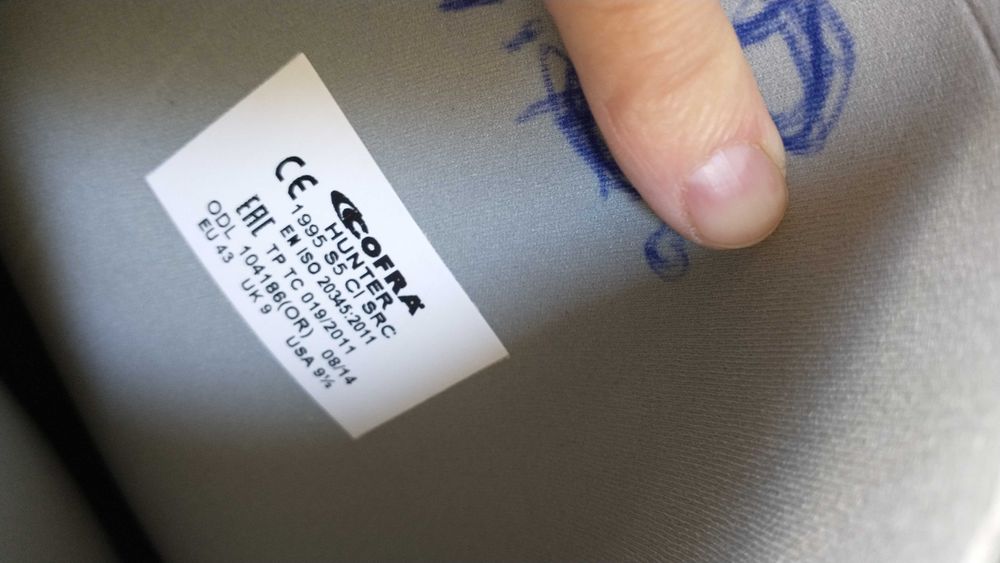 COFRA
HUNTER
CE 1995 S5 CI SRC
EN ISO 20345:2011
EAC TP TC 019/2011
ODL 104186(OR) 08/14
EU 43 UK 9 USA 9½